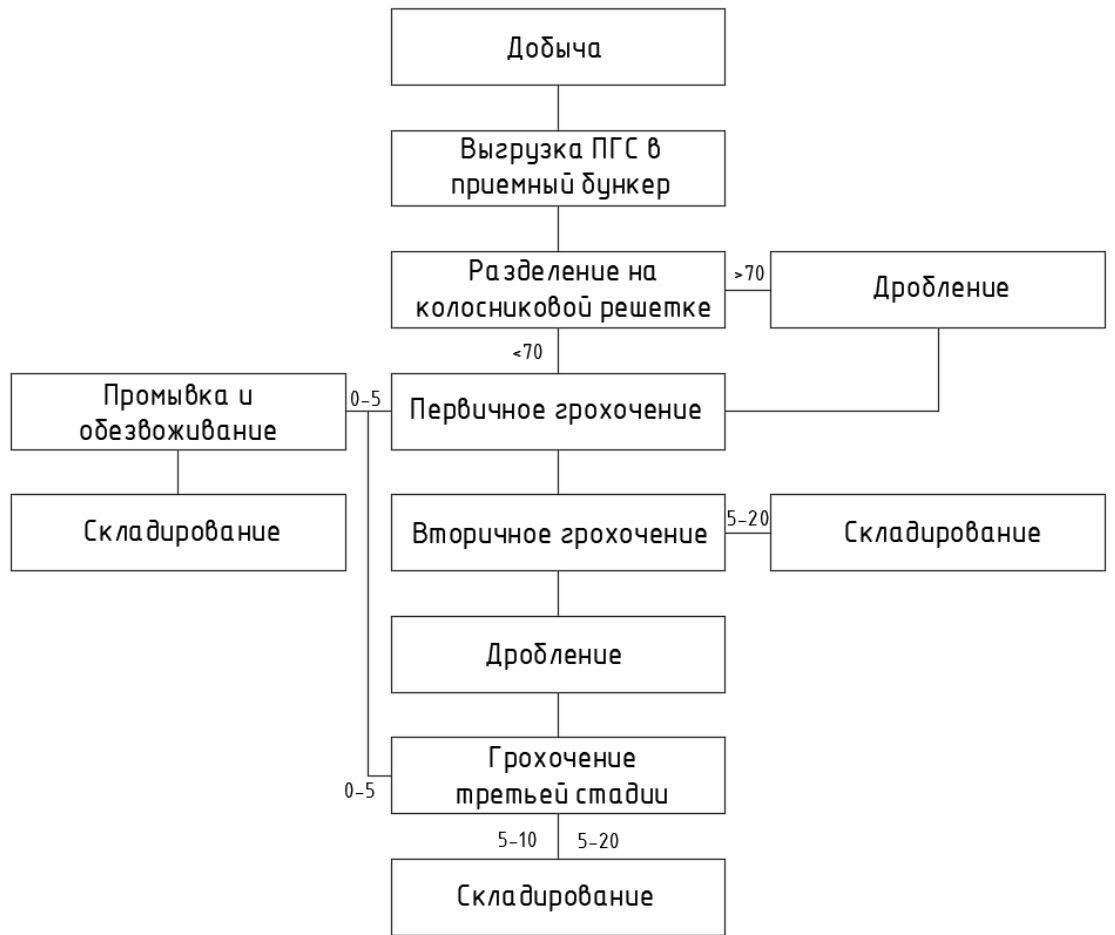 Добыча
Выгрузка ПГС в
приемный бункер
Разделение на
колосниковой решетке
>70
Дробление
<70
Промывка и
обезвоживание
0-5
Первичное грохочение
Складирование
Вторичное грохочение
5-20
Складирование
Дробление
Грохочение
третьей стадии
0-5
5-10
5-20
Складирование